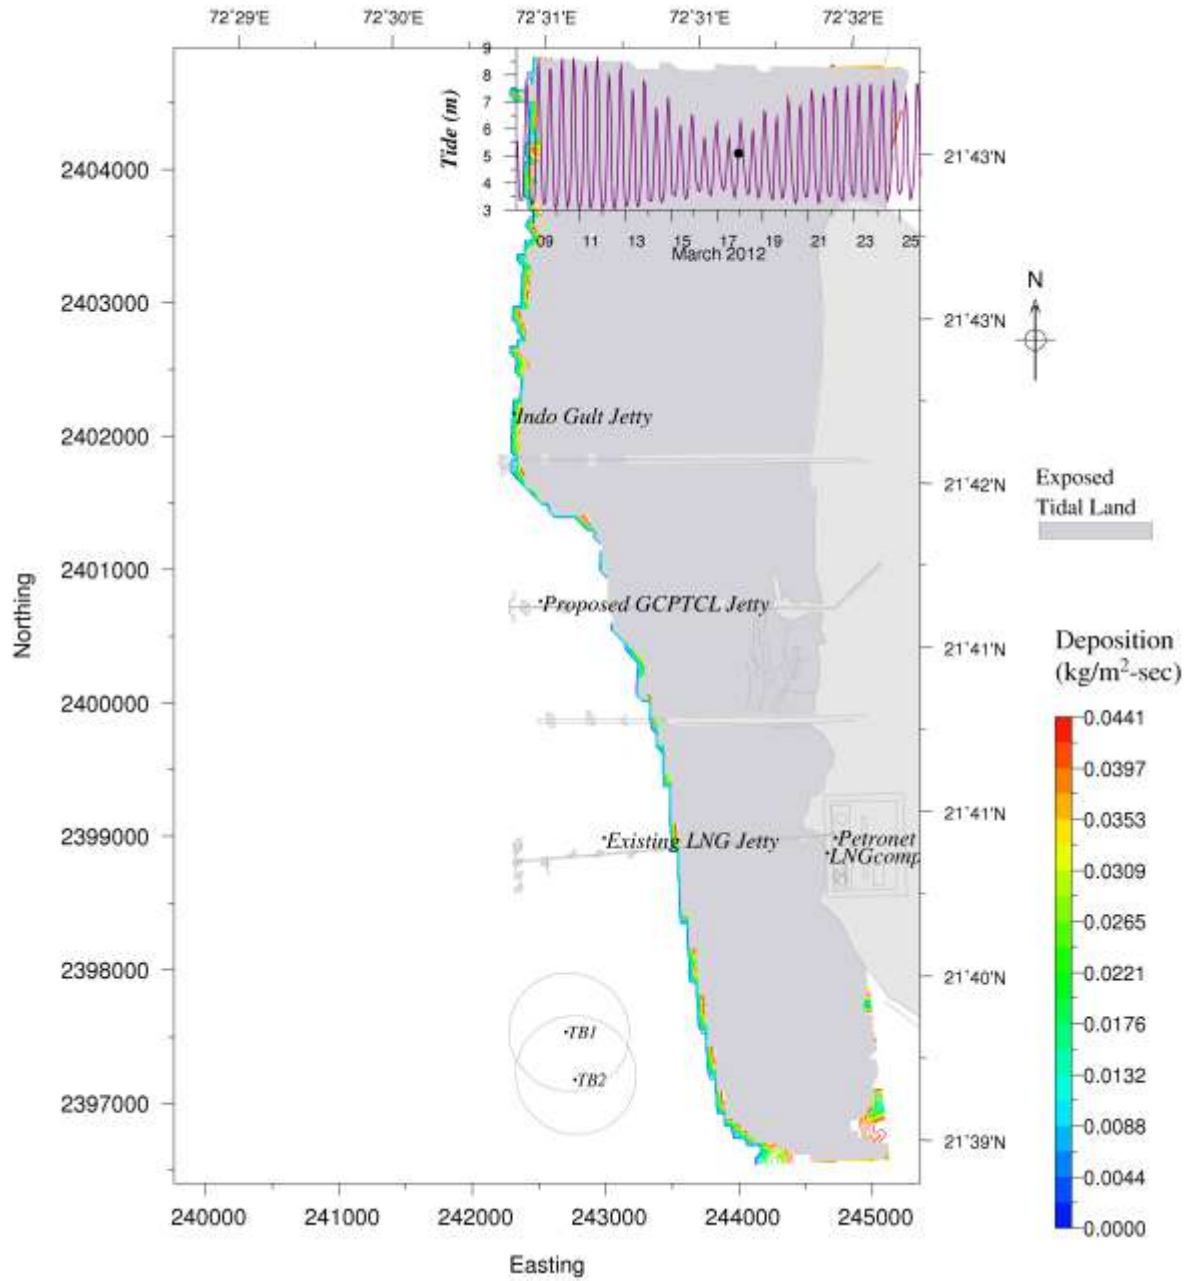 72°29'E 72°30'E 72°31'E 72°31'E 72°32'E
9
8
7
6
5
4
3
Tide (m)
09 11 13 15 17 19 21 23 25
March 2012
2404000
2403000
2402000
2401000
2400000
2399000
2398000
2397000
Northing
21°43'N
21°43'N
21°42'N
21°41'N
21°41'N
21°40'N
21°39'N
N
Indo Gult Jetty
Proposed GCPTCL Jetty
Existing LNG Jetty
Petronet
LNGcomp
TB1
TB2
Exposed
Tidal Land
Deposition
(kg/m²-sec)
0.0441
0.0397
0.0353
0.0309
0.0265
0.0221
0.0176
0.0132
0.0088
0.0044
0.0000
240000 241000 242000 243000 244000 245000
Easting